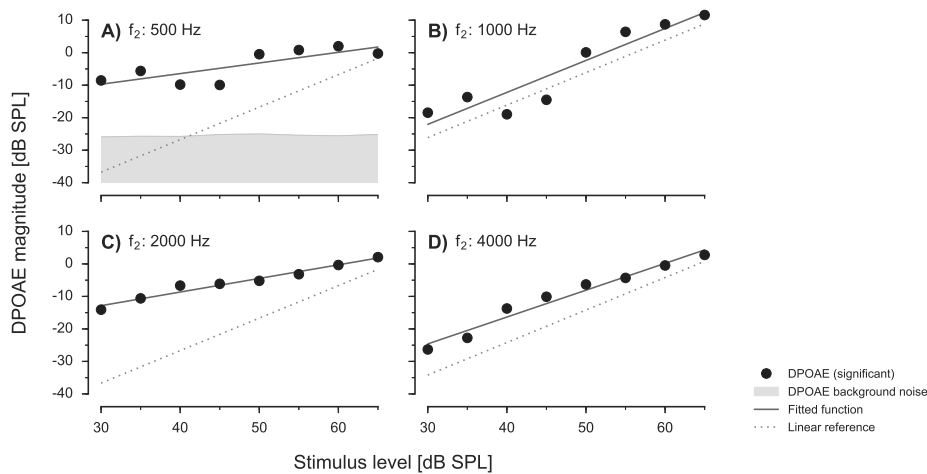 A) f2: 500 Hz
B) f2: 1000 Hz
10
0
-10
-20
-30
-40
C) f2: 2000 Hz
D) f2: 4000 Hz
10
0
-10
-20
-30
-40
30 40 50 60
30 40 50 60
DPOAE magnitude [dB SPL]
Stimulus level [dB SPL]
DPOAE (significant)
DPOAE background noise
Fitted function
Linear reference